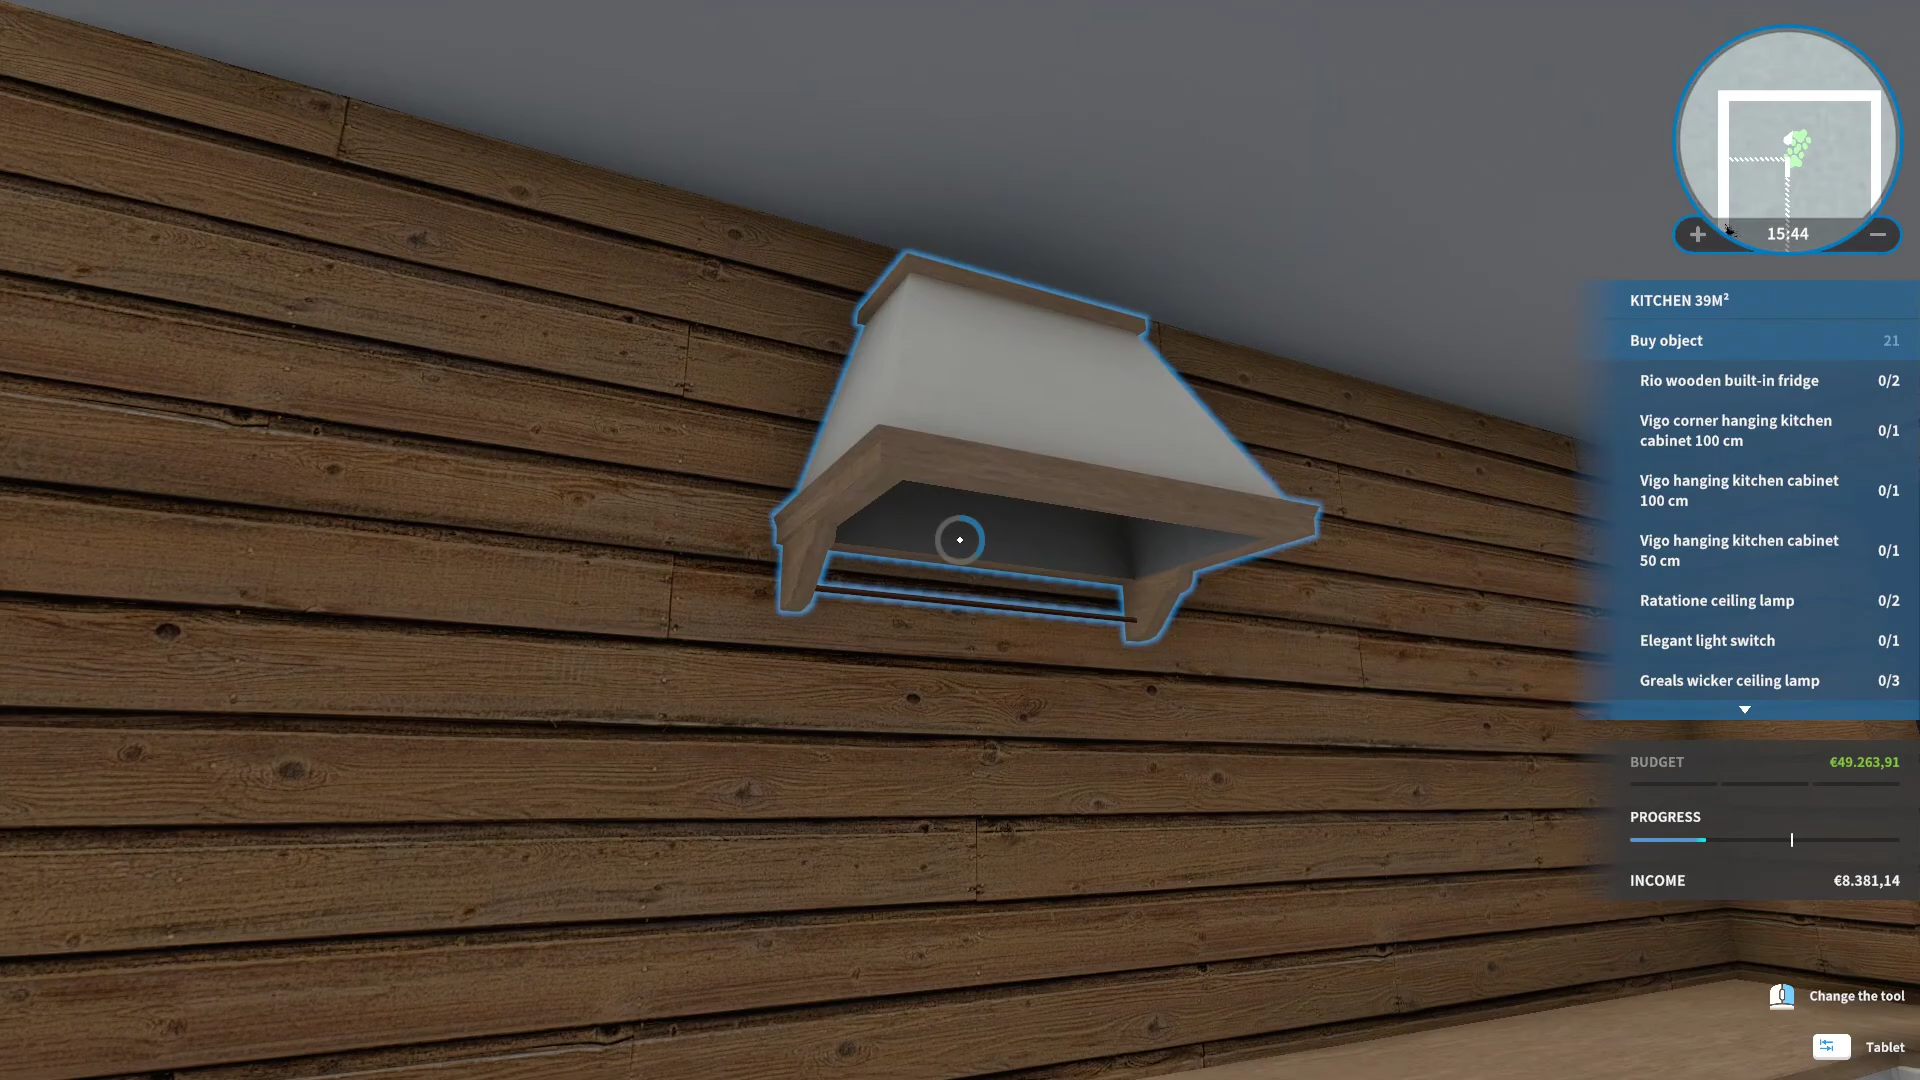 15:44
KITCHEN 39M²
Buy object 21
Rio wooden built-in fridge 0/2
Vigo corner hanging kitchen
cabinet 100 cm 0/1
Vigo hanging kitchen cabinet
100 cm 0/1
Vigo hanging kitchen cabinet
50 cm 0/1
Ratatione ceiling lamp 0/2
Elegant light switch 0/1
Greals wicker ceiling lamp 0/3
BUDGET €49.263,91
PROGRESS
INCOME €8.381,14
Change the tool
Tablet